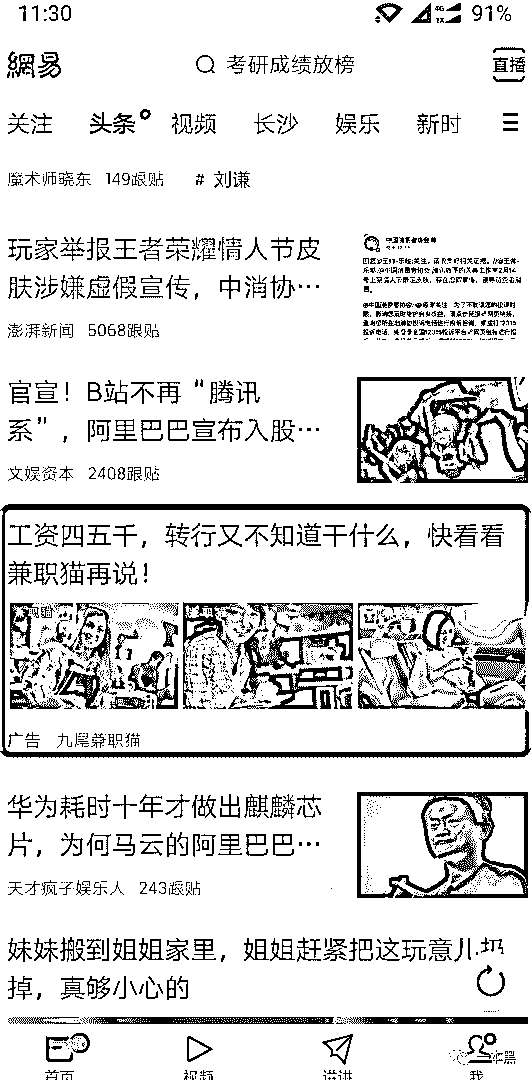 11:30 91%
網易 考研成绩放榜 直播
关注 头条 视频 长沙 娱乐 新时
魔术师晓东 149跟贴 # 刘谦
玩家举报王者荣耀情人节皮
肤涉嫌虚假宣传，中消协…
澎湃新闻 5068跟贴
官宣！B站不再“腾讯
系”，阿里巴巴宣布入股…
文娱资本 2408跟贴
工资四五千，转行又不知道干什么，快看看
兼职猫再说！
广告 九尾兼职猫
华为耗时十年才做出麒麟芯
片，为何马云的阿里巴巴…
天才疯子娱乐人 243跟贴
妹妹搬到姐姐家里，姐姐赶紧把这玩意儿扔
掉，真够小心的
首页 视频 讲讲 我